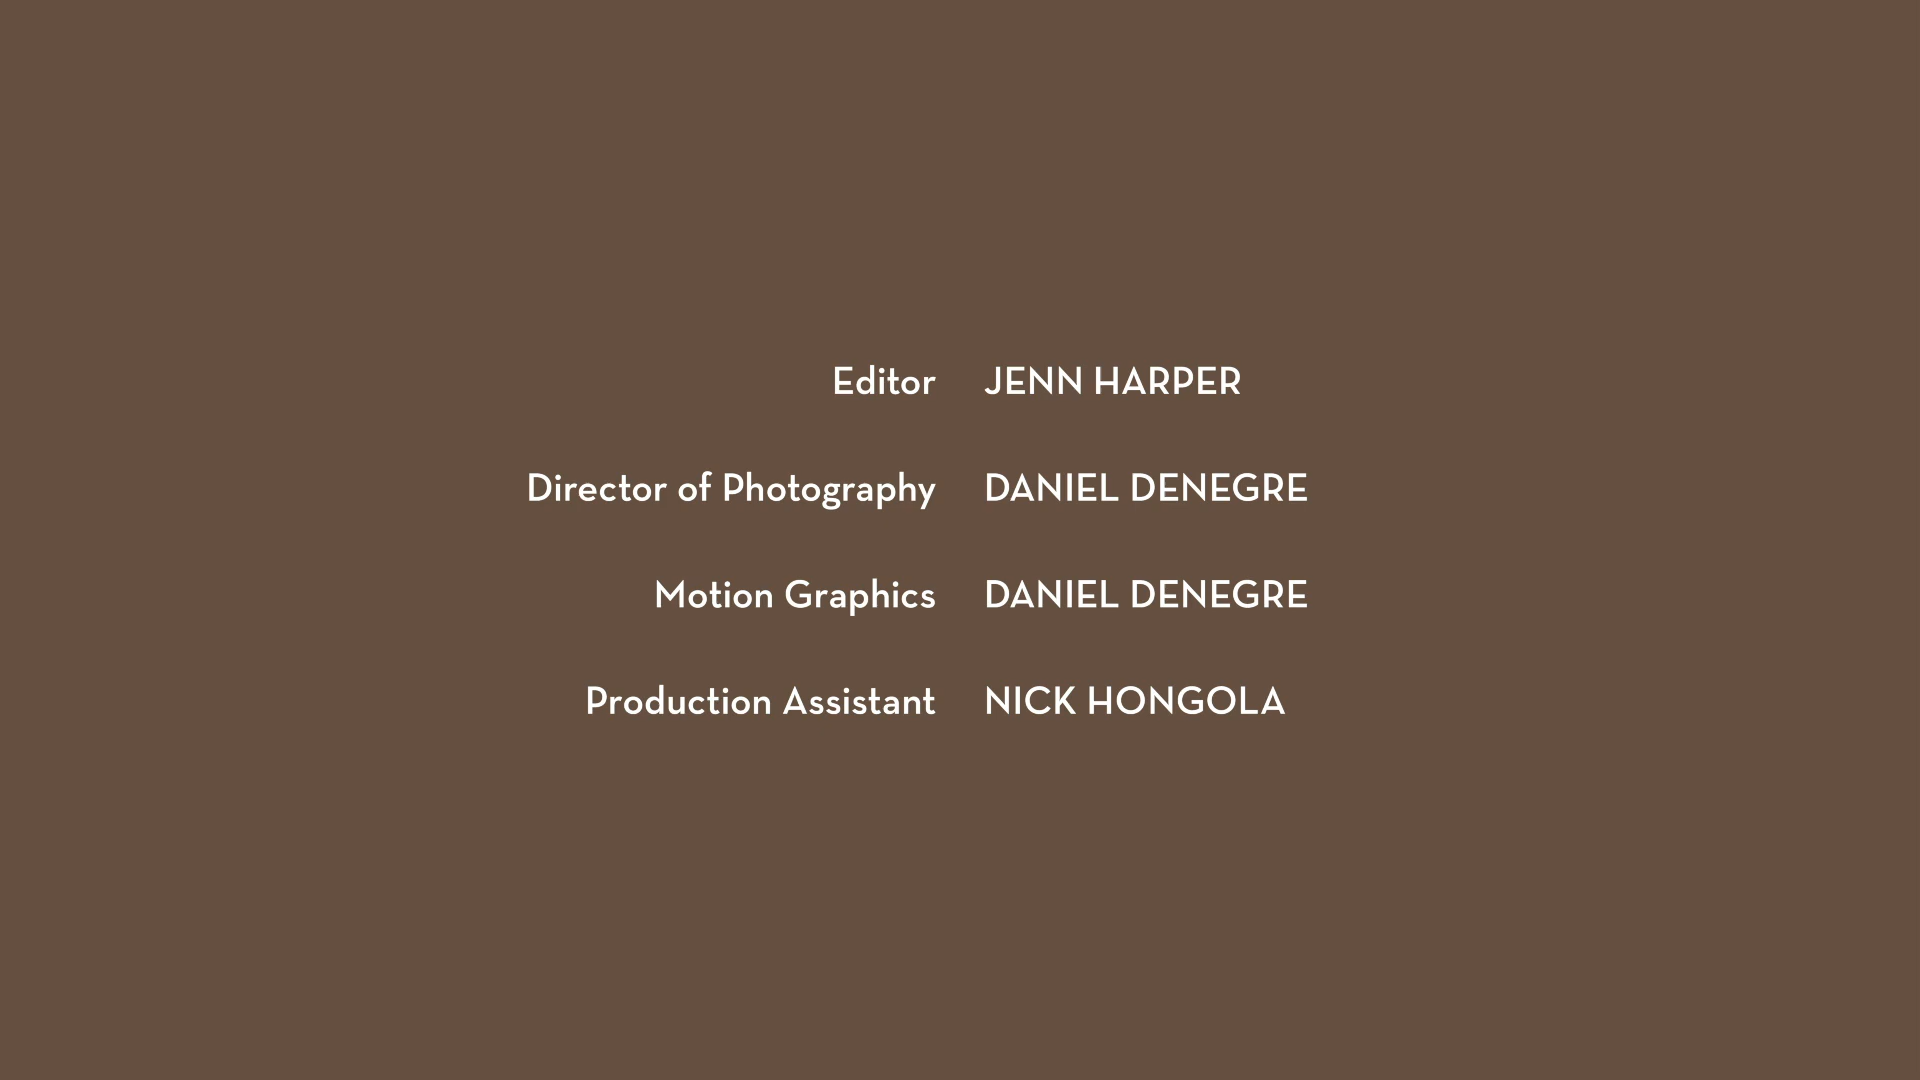 Editor JENN HARPER
Director of Photography DANIEL DENEGRE
Motion Graphics DANIEL DENEGRE
Production Assistant NICK HONGOLA